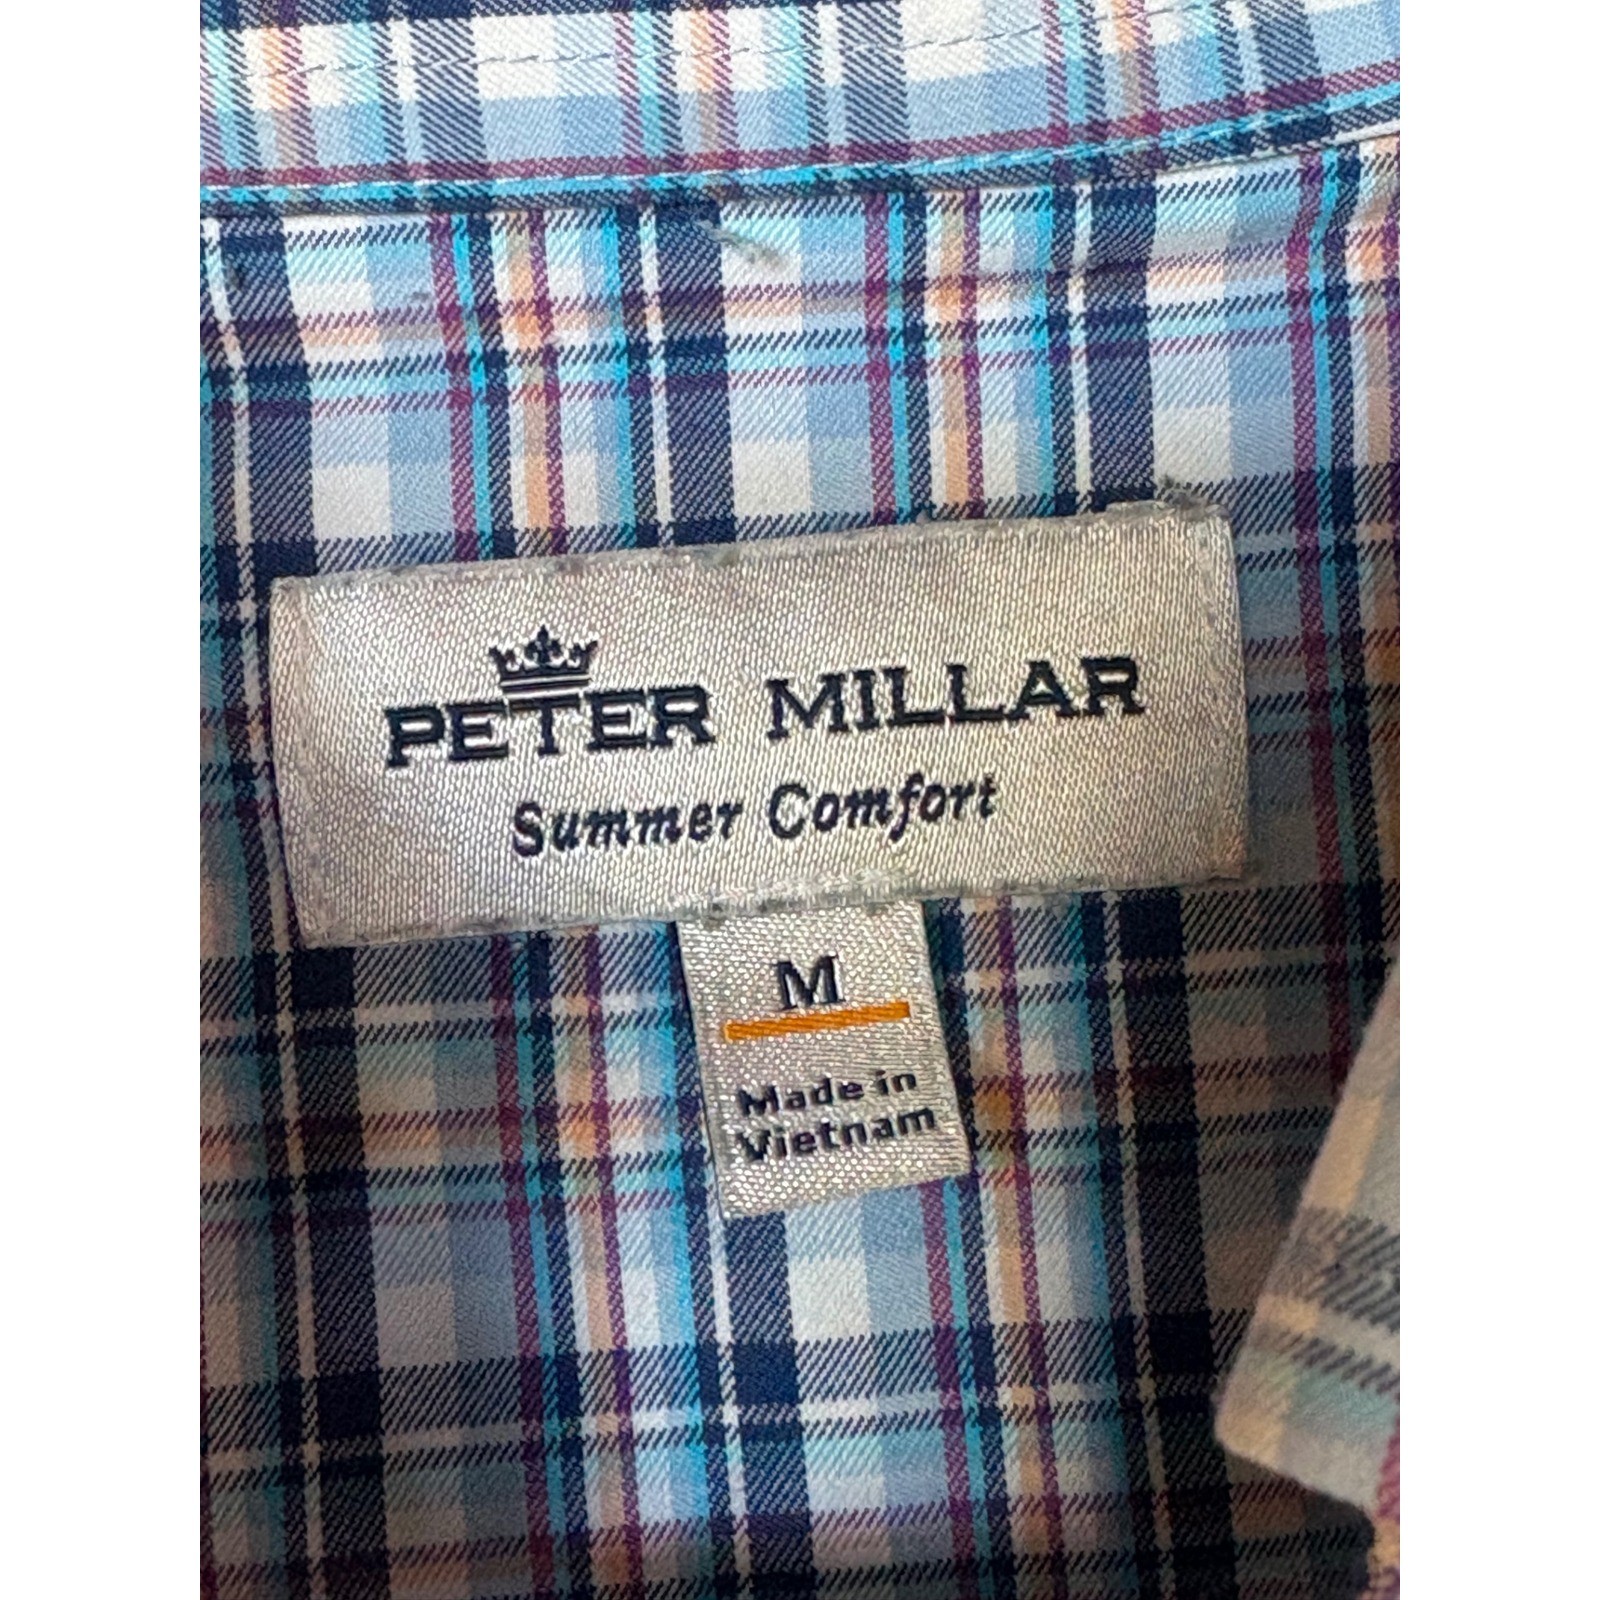 PETER MILLAR
Summer Comfort
M
Made in
Vietnam